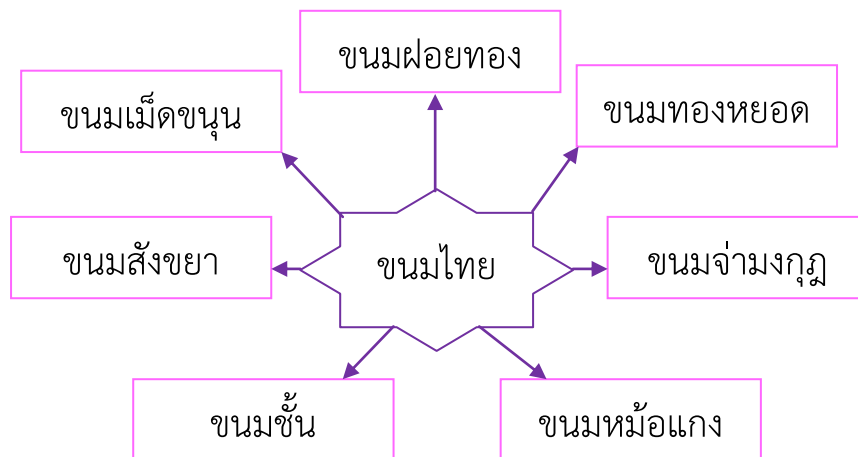 ขนมฝอยทอง
ขนมเม็ดขนุน
ขนมทองหยอด
ขนมสังขยา
ขนมไทย
ขนมจ่ามงกุฎ
ขนมชั้น
ขนมหม้อแกง